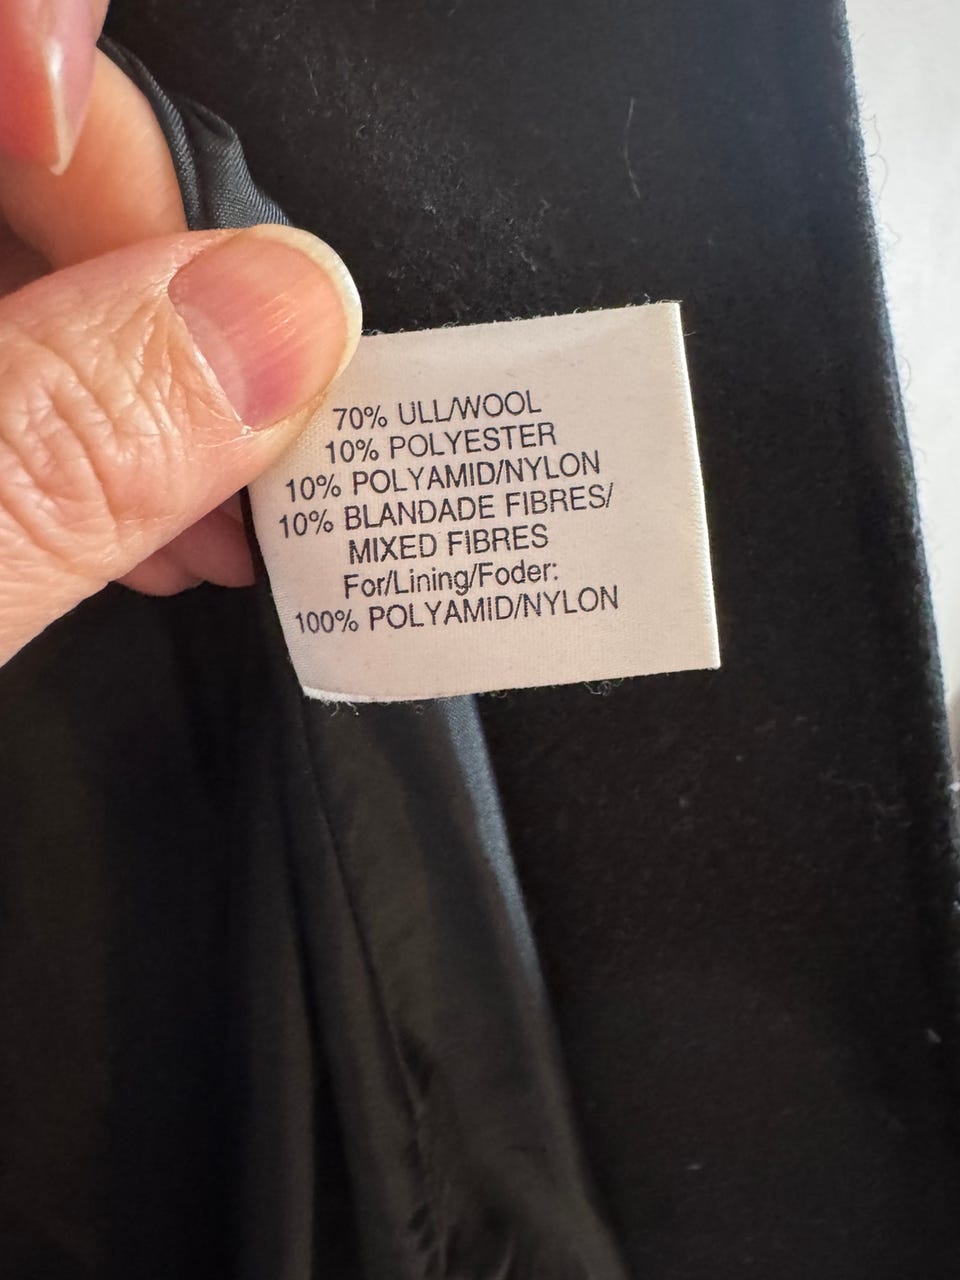 70% ULL/WOOL
10% POLYESTER
10% POLYAMID/NYLON
10% BLANDADE FIBRES/
MIXED FIBRES
For/Lining/Foder:
100% POLYAMID/NYLON